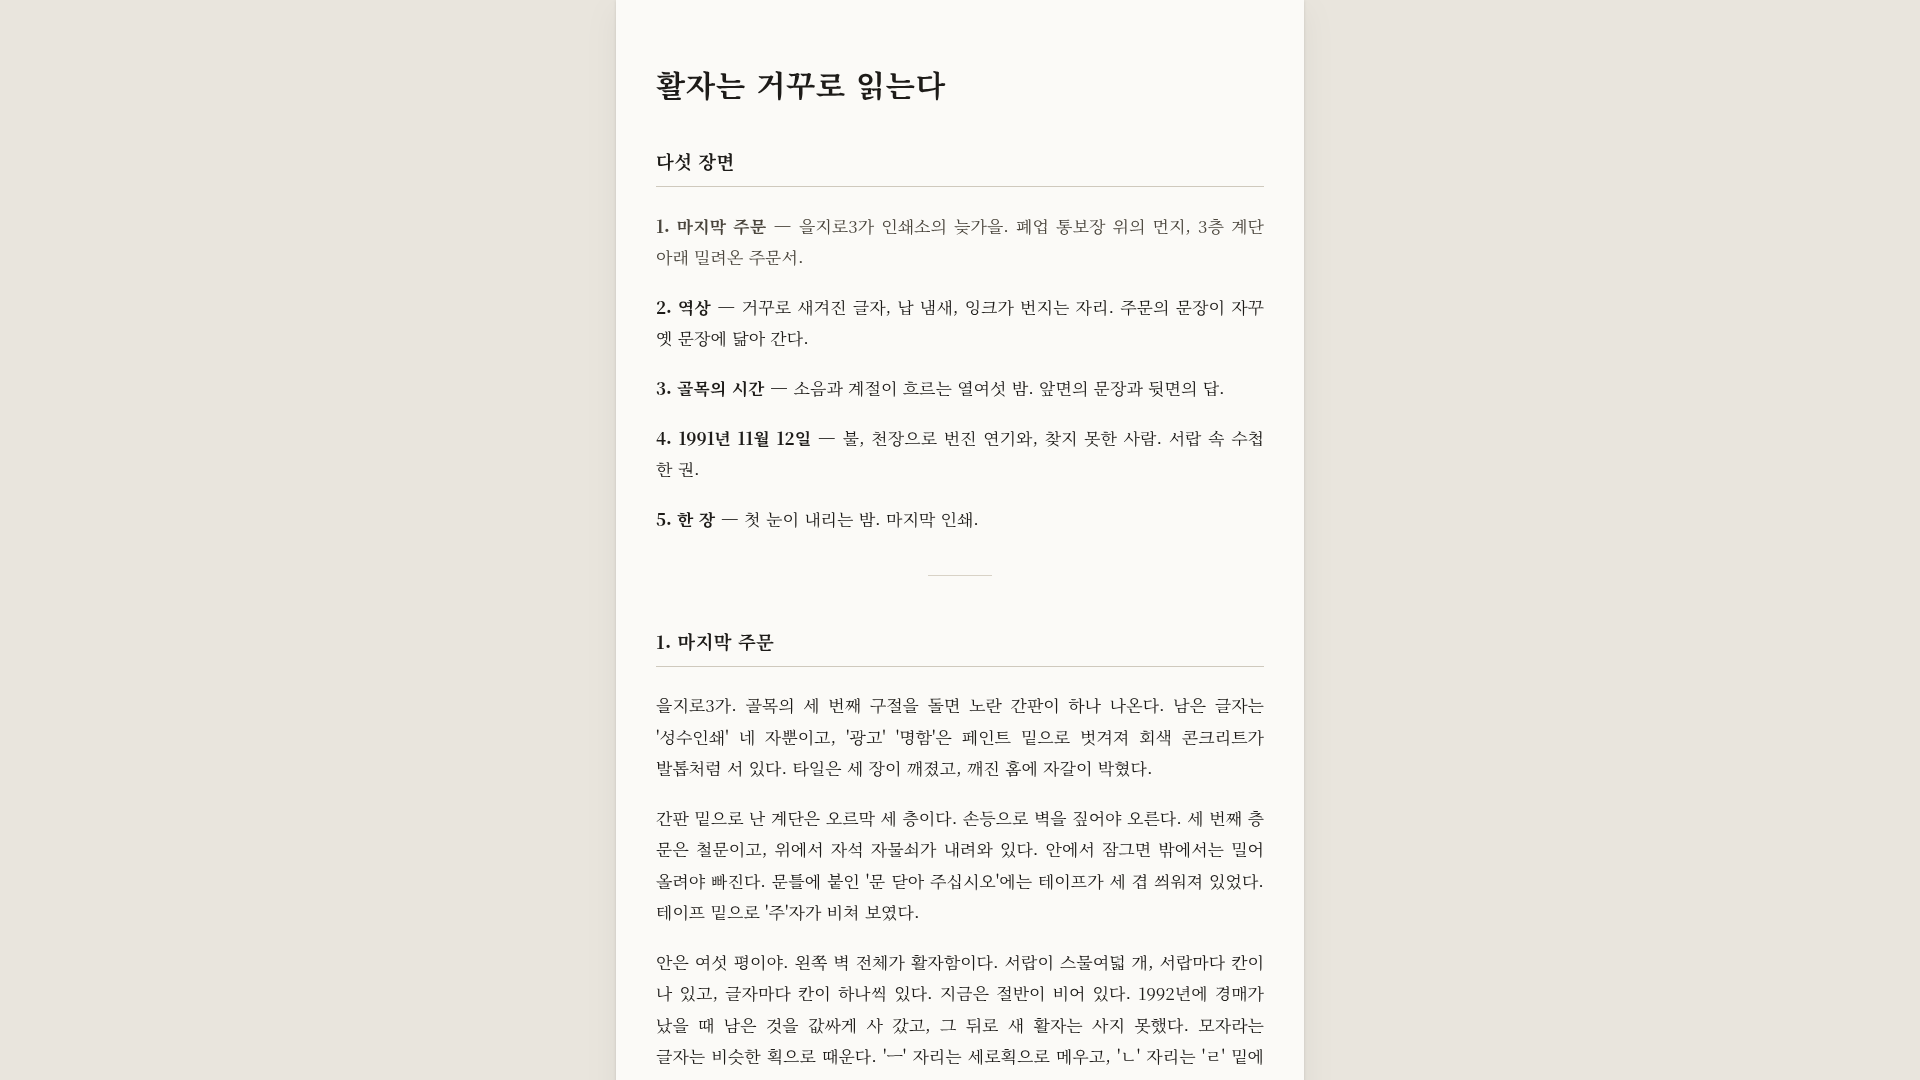 활자는 거꾸로 읽는다
다섯 장면
1. 마지막 주문 — 을지로3가 인쇄소의 늦가을. 폐업 통보장 위의 먼지, 3층 계단
아래 밀려온 주문서.
2. 역상 — 거꾸로 새겨진 글자, 납 냄새, 잉크가 번지는 자리. 주문의 문장이 자꾸
옛 문장에 닮아 간다.
3. 골목의 시간 — 소음과 계절이 흐르는 열여섯 밤. 앞면의 문장과 뒷면의 답.
4. 1991년 11월 12일 — 불, 천장으로 번진 연기와, 찾지 못한 사람. 서랍 속 수첩
한 권.
5. 한 장 — 첫 눈이 내리는 밤. 마지막 인쇄.
1. 마지막 주문
을지로3가. 골목의 세 번째 구절을 돌면 노란 간판이 하나 나온다. 남은 글자는
'성수인쇄' 네 자뿐이고, '광고' '명함'은 페인트 밑으로 벗겨져 회색 콘크리트가
발톱처럼 서 있다. 타일은 세 장이 깨졌고, 깨진 홈에 자갈이 박혔다.
간판 밑으로 난 계단은 오르막 세 층이다. 손등으로 벽을 짚어야 오른다. 세 번째 층
문은 철문이고, 위에서 자석 자물쇠가 내려와 있다. 안에서 잠그면 밖에서는 밀어
올려야 빠진다. 문틀에 붙인 '문 닫아 주십시오'에는 테이프가 세 겹 씌워져 있었다.
테이프 밑으로 '주'자가 비쳐 보였다.
안은 여섯 평이야. 왼쪽 벽 전체가 활자함이다. 서랍이 스물여덟 개, 서랍마다 칸이
나 있고, 글자마다 칸이 하나씩 있다. 지금은 절반이 비어 있다. 1992년에 경매가
났을 때 남은 것을 값싸게 사 갔고, 그 뒤로 새 활자는 사지 못했다. 모자라는
글자는 비슷한 획으로 때운다. 'ㅡ' 자리는 세로획으로 메우고, 'ㄴ' 자리는 'ㄹ' 밑에